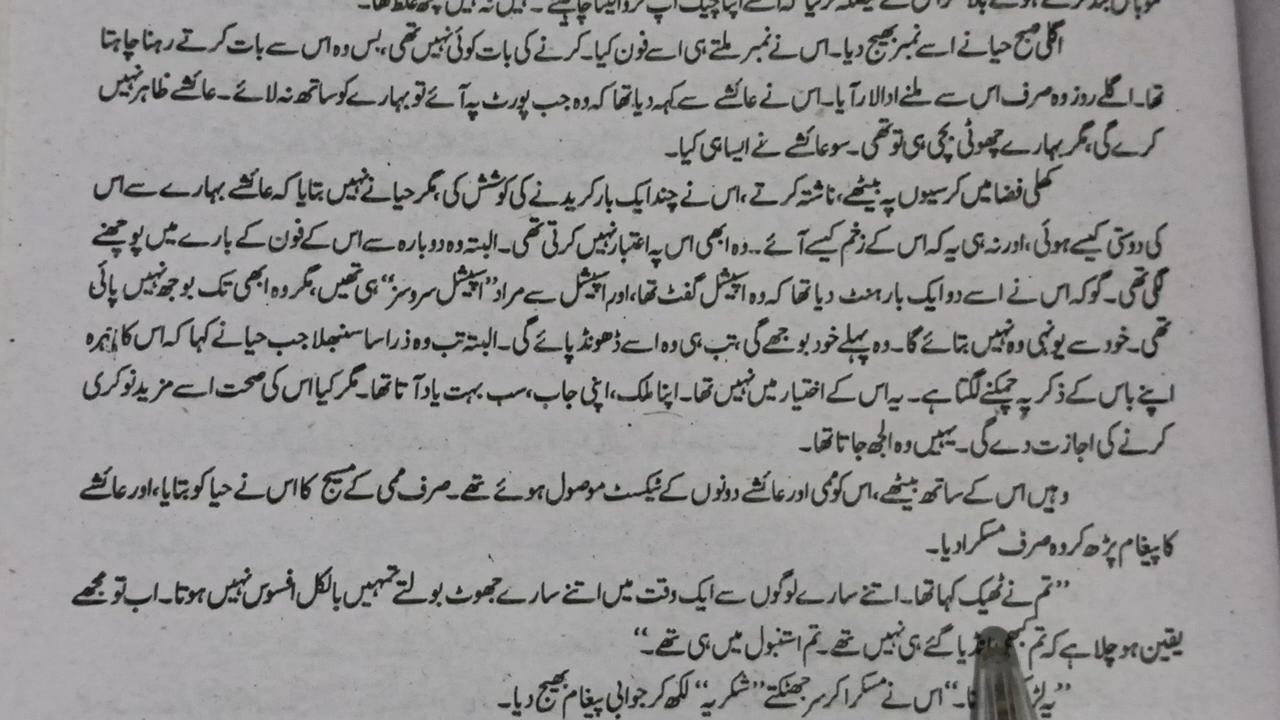 اگلی صبح حیا نے اسے نمبر بھیج دیا۔ اس نے نمبر ملتے ہی اسے فون کیا۔ کرنے کی بات کوئی نہیں تھی، بس وہ اس سے بات کرتے رہنا چاہتا
تھا۔ اگلے روز وہ صرف اس سے ملنے ادالار آیا۔ اس نے عائشے سے کہہ دیا تھا کہ وہ جب پورٹ پہ آئے تو بہارے کو ساتھ نہ لائے۔ عائشے ظاہر نہیں
کرے گی، مگر بہارے چھوٹی بچی ہی تو تھی۔ سو عائشے نے ایسا ہی کیا۔
کھلی فضا میں کرسیوں پہ بیٹھے، ناشتہ کرتے، اس نے چند ایک بار کریدنے کی کوشش کی، مگر حیا نے نہیں بتایا کہ عائشے بہارے سے اس
کی دوستی کیسے ہوئی، اور نہ ہی یہ کہ اس کے زخم کیسے آئے۔۔ وہ ابھی اس پہ اعتبار نہیں کرتی تھی۔ البتہ وہ دوبارہ سے اس کے فون کے بارے میں پوچھنے
لگی تھی۔ گو کہ اس نے اسے دو ایک بار ہنٹ دیا تھا کہ وہ اسپیشل گفٹ تھا، اور اسپیشل سے مراد ”اسپیشل سروسز“ ہی تھیں، مگر وہ ابھی تک بوجھ نہیں پائی
تھی۔ خود سے یونہی وہ نہیں بتائے گا۔ وہ پہلے خود بوجھے گی، تب ہی وہ اسے ڈھونڈ پائے گی۔ البتہ تب وہ ذرا سا سنبھلا جب حیا نے کہا کہ اس کا چہرہ
اپنے باس کے ذکر پہ چمکنے لگتا ہے۔ یہ اس کے اختیار میں نہیں تھا۔ اپنا ملک، اپنی جاب، سب بہت یاد آتا تھا۔ مگر کیا اس کی صحت اسے مزید نوکری
کرنے کی اجازت دے گی۔ یہیں وہ الجھ جاتا تھا۔
وہیں اس کے ساتھ بیٹھے، اس کو ممی اور عائشے دونوں کے ٹیکسٹ موصول ہوئے تھے۔ صرف ممی کے میسج کا اس نے حیا کو بتایا، اور عائشے
کا پیغام پڑھ کر وہ صرف مسکرا دیا۔
”تم نے ٹھیک کہا تھا۔ اتنے سارے لوگوں سے ایک وقت میں اتنے سارے جھوٹ بولتے تمہیں بالکل افسوس نہیں ہوتا۔ اب تو مجھے
یقین ہو چلا ہے کہ تم گئے ہی نہیں تھے۔ تم استنبول میں ہی تھے۔“
”یہ اس نے مسکرا کر سر جھٹکتے ”شکریہ“ لکھ کر جوابی پیغام بھیج دیا۔